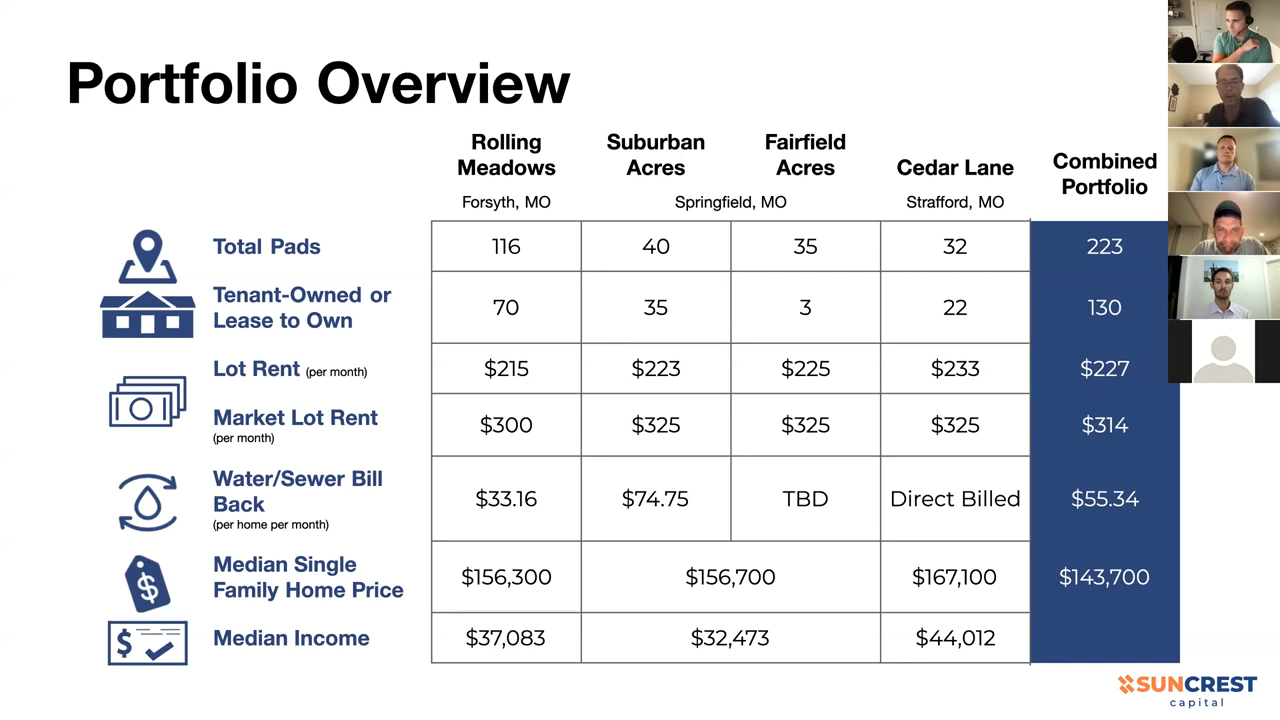 Portfolio Overview
Rolling Meadows
Suburban Acres
Fairfield Acres
Cedar Lane
Combined Portfolio
Forsyth, MO
Springfield, MO
Strafford, MO
Total Pads
116
40
35
32
223
Tenant-Owned or
Lease to Own
70
35
3
22
130
Lot Rent (per month)
$215
$223
$225
$233
$227
Market Lot Rent
(per month)
$300
$325
$325
$325
$314
Water/Sewer Bill
Back
(per home per month)
$33.16
$74.75
TBD
Direct Billed
$55.34
Median Single
Family Home Price
$156,300
$156,700
$167,100
$143,700
Median Income
$37,083
$32,473
$44,012
SUNCREST
capital